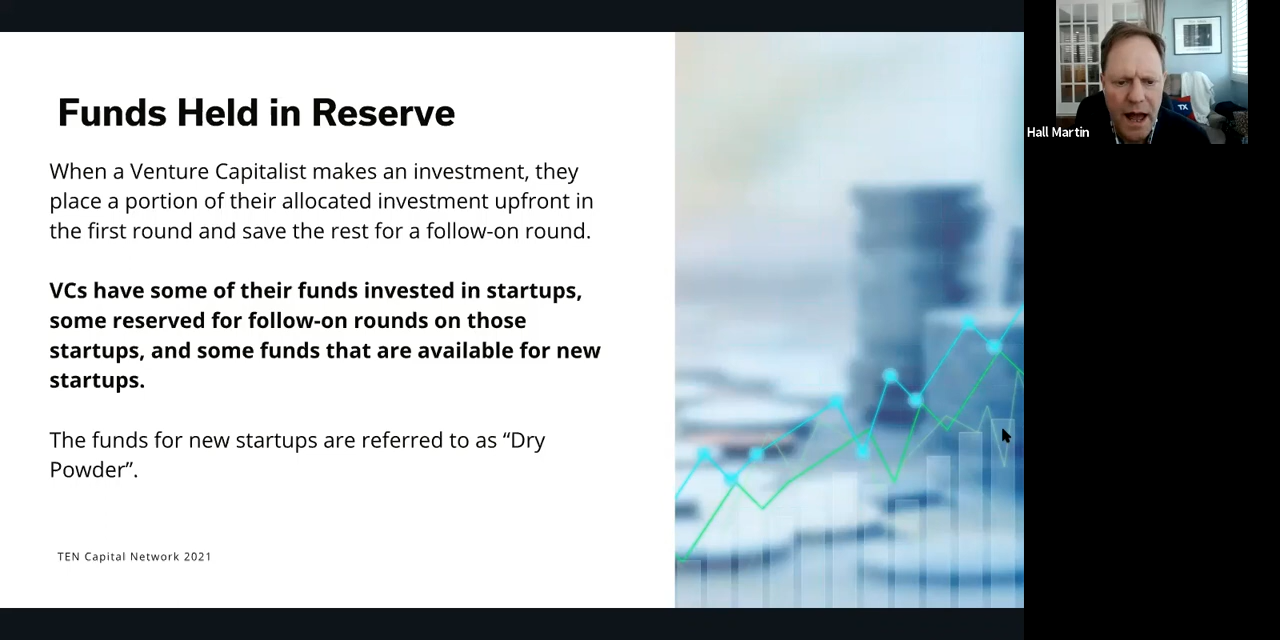 Funds Held in Reserve
When a Venture Capitalist makes an investment, they
place a portion of their allocated investment upfront in
the first round and save the rest for a follow-on round.
VCs have some of their funds invested in startups,
some reserved for follow-on rounds on those
startups, and some funds that are available for new
startups.
The funds for new startups are referred to as “Dry
Powder”.
TEN Capital Network 2021
TX
Hall Martin